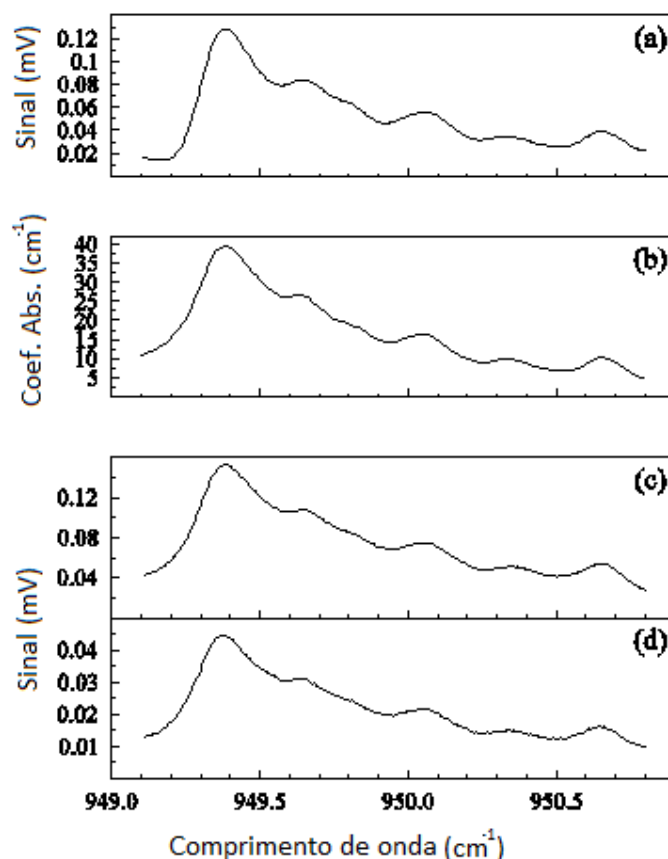 (a)
Sinal (mV)
0.12
0.1
0.08
0.06
0.04
0.02
(b)
Coef. Abs. (cm⁻¹)
40
35
30
25
20
15
10
5
(c)
Sinal (mV)
0.12
0.08
0.04
(d)
0.04
0.03
0.02
0.01
949.0 949.5 950.0 950.5
Comprimento de onda (cm⁻¹)